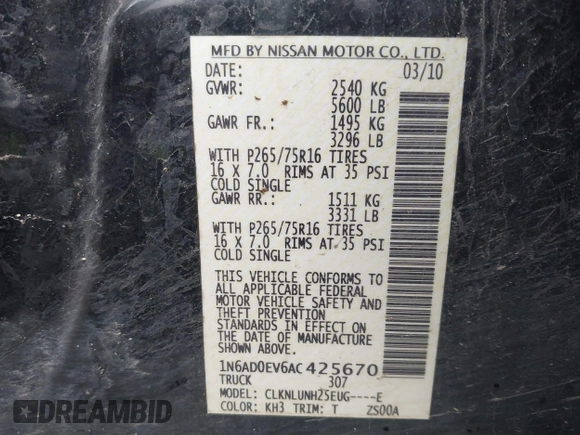 MFD BY NISSAN MOTOR CO., LTD.
DATE: 03/10
GVWR: 2540 KG
5600 LB
GAWR FR.: 1495 KG
3296 LB
WITH P265/75R16 TIRES
16 X 7.0 RIMS AT 35 PSI
COLD SINGLE
GAWR RR.: 1511 KG
3331 LB
WITH P265/75R16 TIRES
16 X 7.0 RIMS AT 35 PSI
COLD SINGLE
THIS VEHICLE CONFORMS TO
ALL APPLICABLE FEDERAL
MOTOR VEHICLE SAFETY AND
THEFT PREVENTION
STANDARDS IN EFFECT ON
THE DATE OF MANUFACTURE
SHOWN ABOVE.
1N6AD0EV6AC425670
TRUCK 307
MODEL: CLKNLUNH25EUG----E
COLOR: KH3 TRIM: T ZS00A
DEALERS AUCTION HISTORY